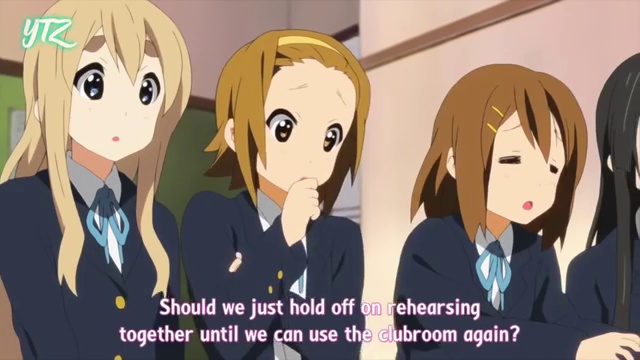 YTZ
Should we just hold off on rehearsing
together until we can use the clubroom again?